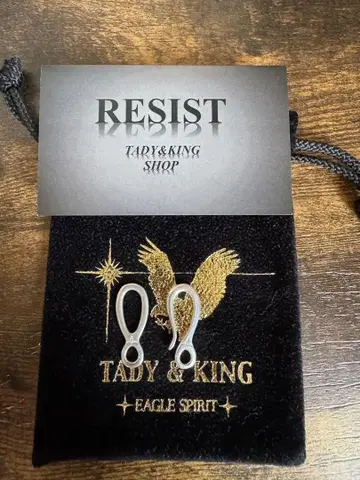 RESIST
TADY&KING
SHOP
TADY & KING
EAGLE SPIRIT